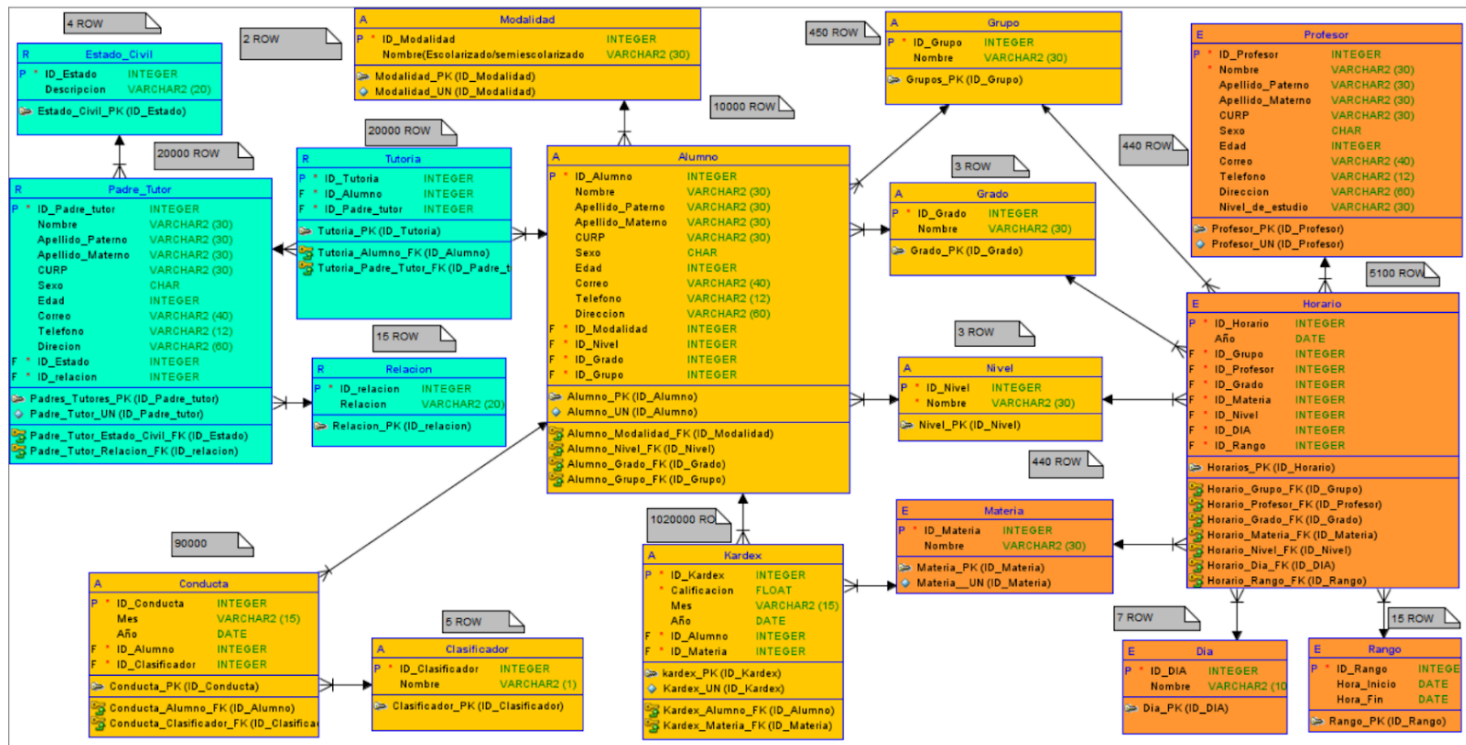 4 ROW
R Estado_Civil
P * ID_Estado INTEGER
Descripcion VARCHAR2 (20)
Estado_Civil_PK (ID_Estado)
20000 ROW
R Padre_Tutor
P * ID_Padre_tutor INTEGER
Nombre VARCHAR2 (30)
Apellido_Paterno VARCHAR2 (30)
Apellido_Materno VARCHAR2 (30)
CURP VARCHAR2 (30)
Sexo CHAR
Edad INTEGER
Correo VARCHAR2 (40)
Telefono VARCHAR2 (12)
Direcion VARCHAR2 (60)
F * ID_Estado INTEGER
F * ID_relacion INTEGER
Padres_Tutores_PK (ID_Padre_tutor)
Padre_Tutor_UN (ID_Padre_tutor)
Padre_Tutor_Estado_Civil_FK (ID_Estado)
Padre_Tutor_Relacion_FK (ID_relacion)
2 ROW
A Modalidad
P * ID_Modalidad INTEGER
Nombre(Escolarizado/semiescolarizado VARCHAR2 (30)
Modalidad_PK (ID_Modalidad)
Modalidad_UN (ID_Modalidad)
20000 ROW
R Tutoria
P * ID_Tutoria INTEGER
F * ID_Alumno INTEGER
F * ID_Padre_tutor INTEGER
Tutoria_PK (ID_Tutoria)
Tutoria_Alumno_FK (ID_Alumno)
Tutoria_Padre_Tutor_FK (ID_Padre_t
15 ROW
R Relacion
P * ID_relacion INTEGER
Relacion VARCHAR2 (20)
Relacion_PK (ID_relacion)
10000 ROW
A Alumno
P * ID_Alumno INTEGER
Nombre VARCHAR2 (30)
Apellido_Paterno VARCHAR2 (30)
Apellido_Materno VARCHAR2 (30)
CURP VARCHAR2 (30)
Sexo CHAR
Edad INTEGER
Correo VARCHAR2 (40)
Telefono VARCHAR2 (12)
Direccion VARCHAR2 (60)
F * ID_Modalidad INTEGER
F * ID_Nivel INTEGER
F * ID_Grado INTEGER
F * ID_Grupo INTEGER
Alumno_PK (ID_Alumno)
Alumno_UN (ID_Alumno)
Alumno_Modalidad_FK (ID_Modalidad)
Alumno_Nivel_FK (ID_Nivel)
Alumno_Grado_FK (ID_Grado)
Alumno_Grupo_FK (ID_Grupo)
450 ROW
A Grupo
P * ID_Grupo INTEGER
Nombre VARCHAR2 (30)
Grupos_PK (ID_Grupo)
3 ROW
A Grado
P * ID_Grado INTEGER
Nombre VARCHAR2 (30)
Grado_PK (ID_Grado)
3 ROW
A Nivel
P * ID_Nivel INTEGER
* Nombre VARCHAR2 (30)
Nivel_PK (ID_Nivel)
440 ROW
E Materia
P * ID_Materia INTEGER
Nombre VARCHAR2 (30)
Materia_PK (ID_Materia)
Materia__UN (ID_Materia)
440 ROW
E Profesor
P * ID_Profesor INTEGER
* Nombre VARCHAR2 (30)
Apellido_Paterno VARCHAR2 (30)
Apellido_Materno VARCHAR2 (30)
CURP VARCHAR2 (30)
Sexo CHAR
Edad INTEGER
Correo VARCHAR2 (40)
Telefono VARCHAR2 (12)
Direccion VARCHAR2 (60)
Nivel_de_estudio VARCHAR2 (30)
Profesor_PK (ID_Profesor)
Profesor_UN (ID_Profesor)
5100 ROW
E Horario
P * ID_Horario INTEGER
Año DATE
F * ID_Grupo INTEGER
F * ID_Profesor INTEGER
F * ID_Grado INTEGER
F * ID_Materia INTEGER
F * ID_Nivel INTEGER
F * ID_DIA INTEGER
F * ID_Rango INTEGER
Horarios_PK (ID_Horario)
Horario_Grupo_FK (ID_Grupo)
Horario_Profesor_FK (ID_Profesor)
Horario_Grado_FK (ID_Grado)
Horario_Materia_FK (ID_Materia)
Horario_Nivel_FK (ID_Nivel)
Horario_Dia_FK (ID_DIA)
Horario_Rango_FK (ID_Rango)
90000
A Conducta
P * ID_Conducta INTEGER
Mes VARCHAR2 (15)
Año DATE
F * ID_Alumno INTEGER
F * ID_Clasificador INTEGER
Conducta_PK (ID_Conducta)
Conducta_Alumno_FK (ID_Alumno)
Conducta_Clasificador_FK (ID_Clasifica
5 ROW
A Clasificador
P * ID_Clasificador INTEGER
Nombre VARCHAR2 (1)
Clasificador_PK (ID_Clasificador)
1020000 RO
A Kardex
P * ID_Kardex INTEGER
* Calificacion FLOAT
Mes VARCHAR2 (15)
Año DATE
F * ID_Alumno INTEGER
F * ID_Materia INTEGER
kardex_PK (ID_Kardex)
Kardex_UN (ID_Kardex)
Kardex_Alumno_FK (ID_Alumno)
Kardex_Materia_FK (ID_Materia)
7 ROW
E Dia
P * ID_DIA INTEGER
Nombre VARCHAR2 (10
Dia_PK (ID_DIA)
15 ROW
E Rango
P * ID_Rango INTEGE
Hora_Inicio DATE
Hora_Fin DATE
Rango_PK (ID_Rango)